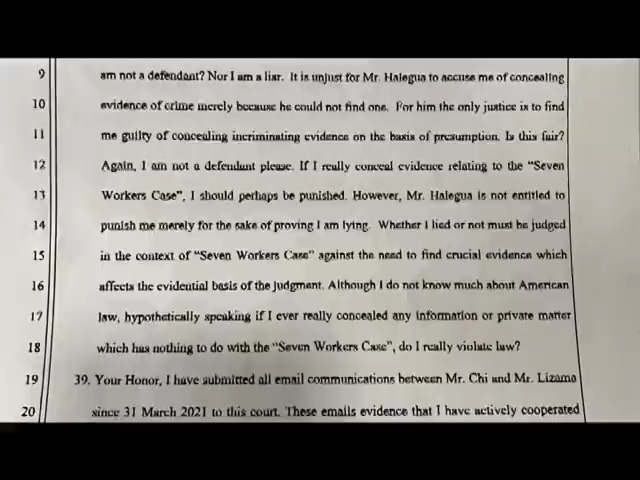 9 am not a defendant? Nor I am a liar. It is unjust for Mr. Halegua to accuse me of concealing
10 evidence of crime merely because he could not find one. For him the only justice is to find
11 me guilty of concealing incriminating evidence on the basis of presumption. Is this fair?
12 Again, I am not a defendant please. If I really conceal evidence relating to the “Seven
13 Workers Case”, I should perhaps be punished. However, Mr. Halegua is not entitled to
14 punish me merely for the sake of proving I am lying. Whether I lied or not must be judged
15 in the context of “Seven Workers Case” against the need to find crucial evidence which
16 affects the evidential basis of the judgment. Although I do not know much about American
17 law, hypothetically speaking if I ever really concealed any information or private matter
18 which has nothing to do with the “Seven Workers Case”, do I really violate law?
19 39. Your Honor, I have submitted all email communications between Mr. Chi and Mr. Lizama
20 since 31 March 2021 to this court. These emails evidence that I have actively cooperated